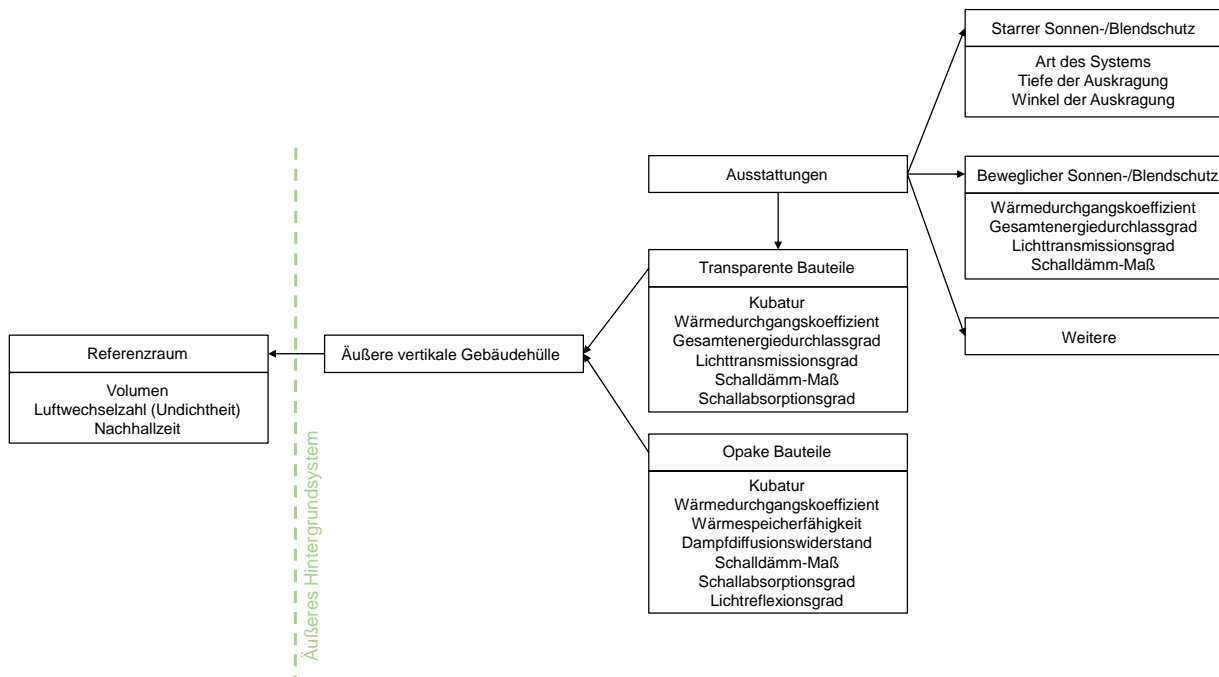 Starrer Sonnen-/Blendschutz
Art des Systems
Tiefe der Auskragung
Winkel der Auskragung
Ausstattungen
Beweglicher Sonnen-/Blendschutz
Wärmedurchgangskoeffizient
Gesamtenergiedurchlassgrad
Lichttransmissionsgrad
Schalldämm-Maß
Transparente Bauteile
Kubatur
Wärmedurchgangskoeffizient
Gesamtenergiedurchlassgrad
Lichttransmissionsgrad
Schalldämm-Maß
Schallabsorptionsgrad
Weitere
Referenzraum
Volumen
Luftwechselzahl (Undichtheit)
Nachhallzeit
Äußere vertikale Gebäudehülle
Opake Bauteile
Kubatur
Wärmedurchgangskoeffizient
Wärmespeicherfähigkeit
Dampfdiffusionswiderstand
Schalldämm-Maß
Schallabsorptionsgrad
Lichtreflexionsgrad
Äußeres Hintergrundsystem